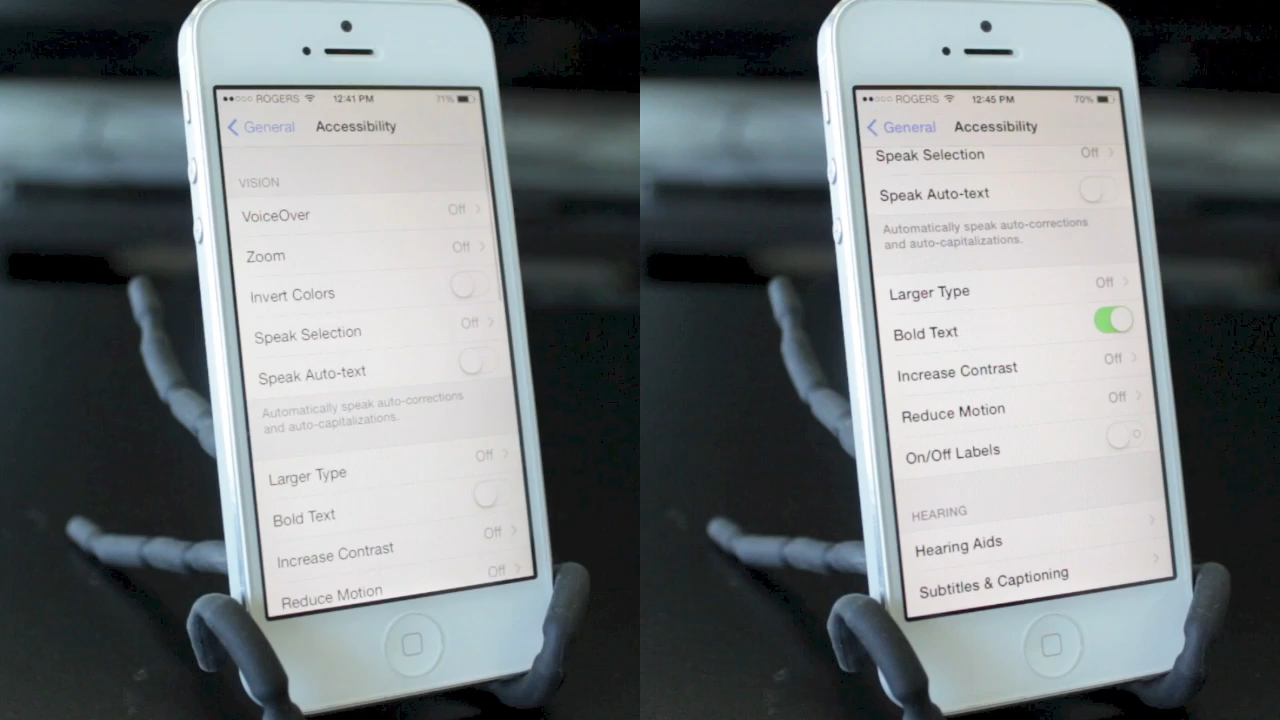 ROGERS 12:41 PM 71%
General Accessibility
VISION
VoiceOver Off
Zoom Off
Invert Colors
Speak Selection Off
Speak Auto-text
Automatically speak auto-corrections
and auto-capitalizations.
Larger Type Off
Bold Text
Increase Contrast Off
Reduce Motion Off
ROGERS 12:45 PM 70%
General Accessibility
Speak Selection Off
Speak Auto-text
Automatically speak auto-corrections
and auto-capitalizations.
Larger Type Off
Bold Text
Increase Contrast Off
Reduce Motion Off
On/Off Labels
HEARING
Hearing Aids
Subtitles & Captioning